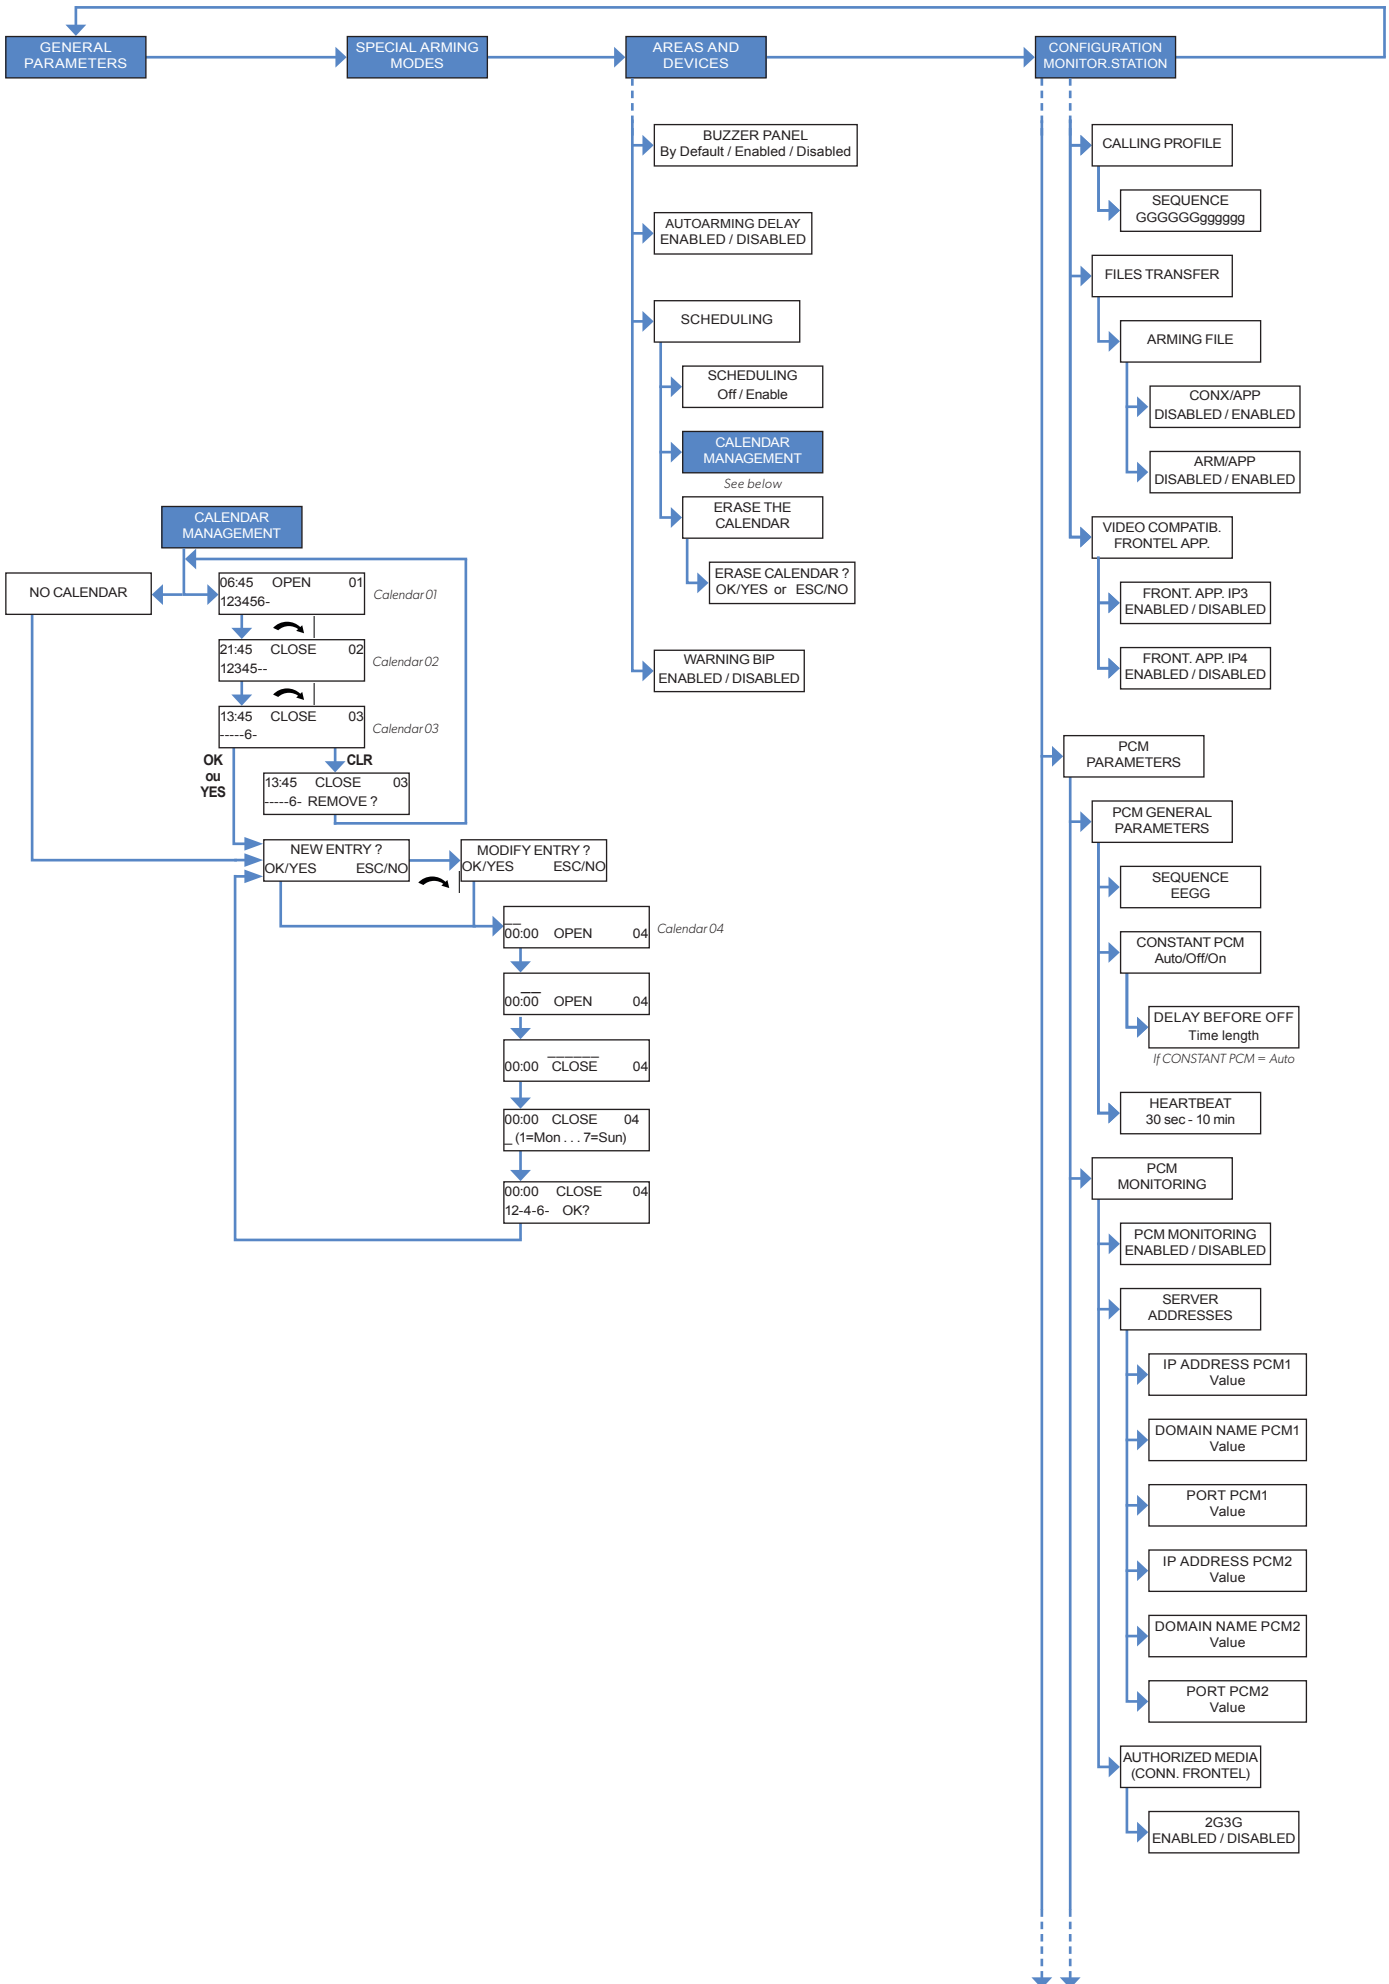 GENERAL
PARAMETERS
SPECIAL ARMING
MODES
AREAS AND
DEVICES
CONFIGURATION
MONITOR.STATION
BUZZER PANEL
By Default / Enabled / Disabled
AUTOARMING DELAY
ENABLED / DISABLED
SCHEDULING
SCHEDULING
Off / Enable
CALENDAR
MANAGEMENT
See below
ERASE THE
CALENDAR
ERASE CALENDAR ?
OK/YES or ESC/NO
WARNING BIP
ENABLED / DISABLED
CALENDAR
MANAGEMENT
NO CALENDAR
06:45 OPEN 01
123456-
Calendar 01
21:45 CLOSE 02
12345--
Calendar 02
13:45 CLOSE 03
-----6-
Calendar 03
OK
ou
YES
CLR
13:45 CLOSE 03
-----6- REMOVE ?
NEW ENTRY ?
OK/YES ESC/NO
MODIFY ENTRY ?
OK/YES ESC/NO
__
00:00 OPEN 04
Calendar 04
__
00:00 OPEN 04
______
00:00 CLOSE 04
00:00 CLOSE 04
_ (1=Mon . . . 7=Sun)
00:00 CLOSE 04
12-4-6- OK?
CALLING PROFILE
SEQUENCE
GGGGGGgggggg
FILES TRANSFER
ARMING FILE
CONX/APP
DISABLED / ENABLED
ARM/APP
DISABLED / ENABLED
VIDEO COMPATIB.
FRONTEL APP.
FRONT. APP. IP3
ENABLED / DISABLED
FRONT. APP. IP4
ENABLED / DISABLED
PCM
PARAMETERS
PCM GENERAL
PARAMETERS
SEQUENCE
EEGG
CONSTANT PCM
Auto/Off/On
DELAY BEFORE OFF
Time length
If CONSTANT PCM = Auto
HEARTBEAT
30 sec - 10 min
PCM
MONITORING
PCM MONITORING
ENABLED / DISABLED
SERVER
ADDRESSES
IP ADDRESS PCM1
Value
DOMAIN NAME PCM1
Value
PORT PCM1
Value
IP ADDRESS PCM2
Value
DOMAIN NAME PCM2
Value
PORT PCM2
Value
AUTHORIZED MEDIA
(CONN. FRONTEL)
2G3G
ENABLED / DISABLED